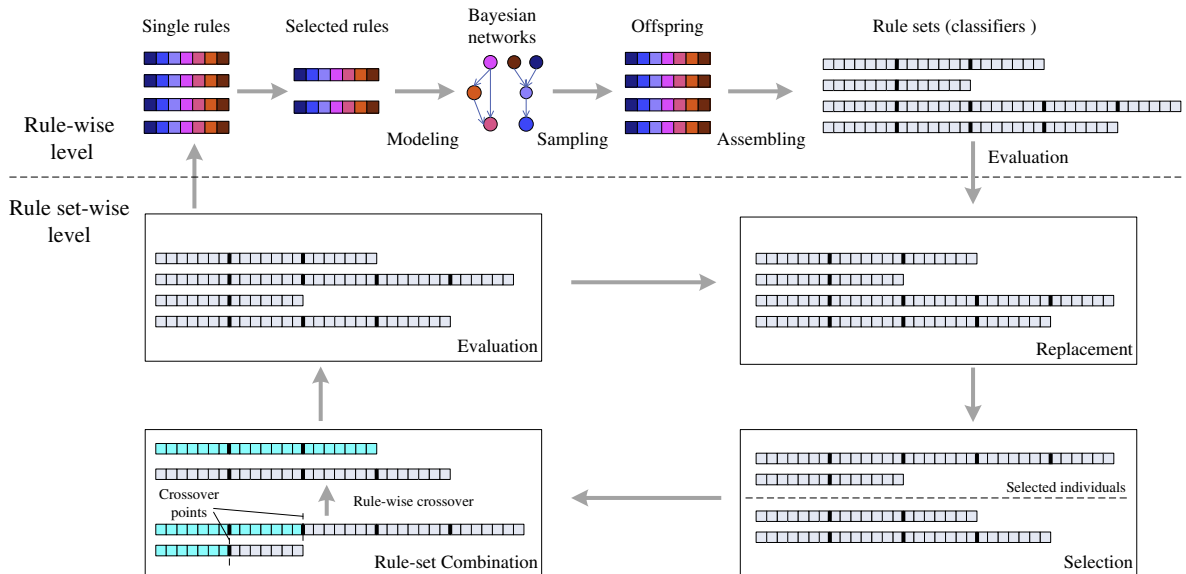 Single rules
Selected rules
Bayesian
networks
Offspring
Rule sets (classifiers )
Rule-wise
level
Modeling
Sampling
Assembling
Evaluation
Rule set-wise
level
Evaluation
Replacement
Crossover
points
Rule-wise crossover
Rule-set Combination
Selected individuals
Selection